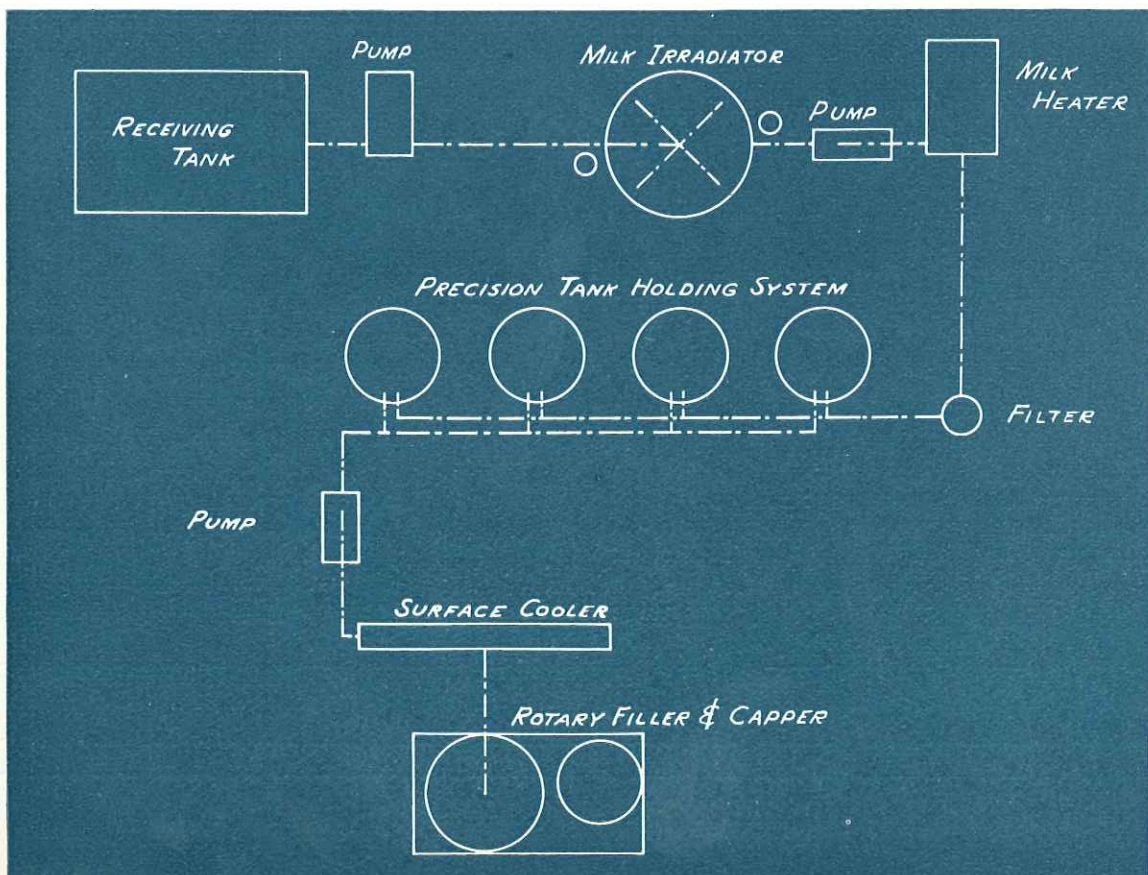 PUMP
MILK IRRADIATOR
RECEIVING
TANK
PUMP
MILK
HEATER
PRECISION TANK HOLDING SYSTEM
FILTER
PUMP
SURFACE COOLER
ROTARY FILLER & CAPPER